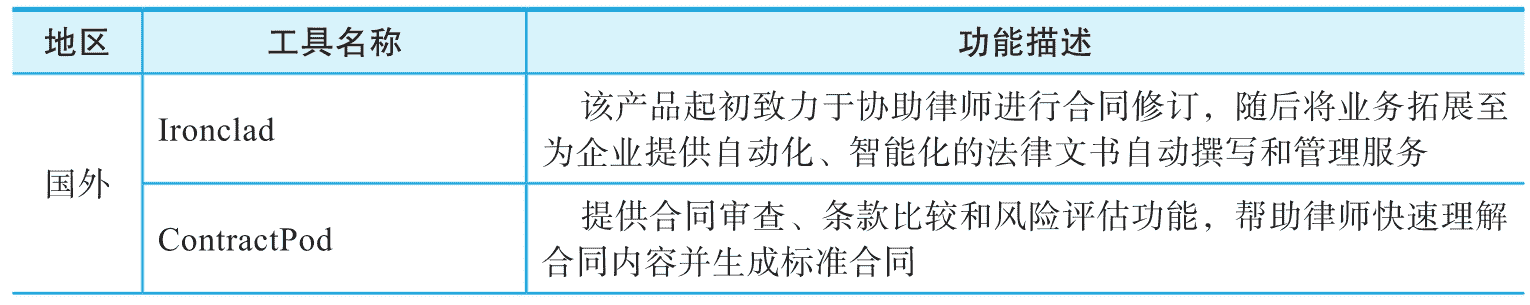 地区 工具名称 功能描述
国外
Ironclad
该产品起初致力于协助律师进行合同修订，随后将业务拓展至
为企业提供自动化、智能化的法律文书自动撰写和管理服务
ContractPod
提供合同审查、条款比较和风险评估功能，帮助律师快速理解
合同内容并生成标准合同